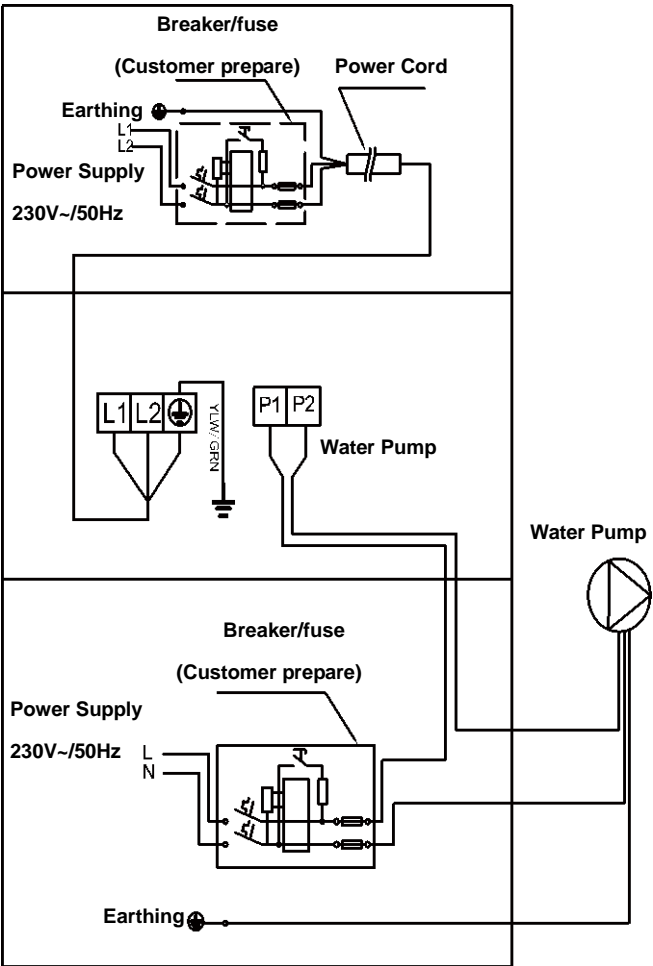 Breaker/fuse
(Customer prepare)
Power Cord
Earthing
L1
L2
Power Supply
230V~/50Hz
L1 L2
YLW/GRN
P1 P2
Water Pump
Water Pump
Breaker/fuse
(Customer prepare)
Power Supply
230V~/50Hz
L
N
Earthing